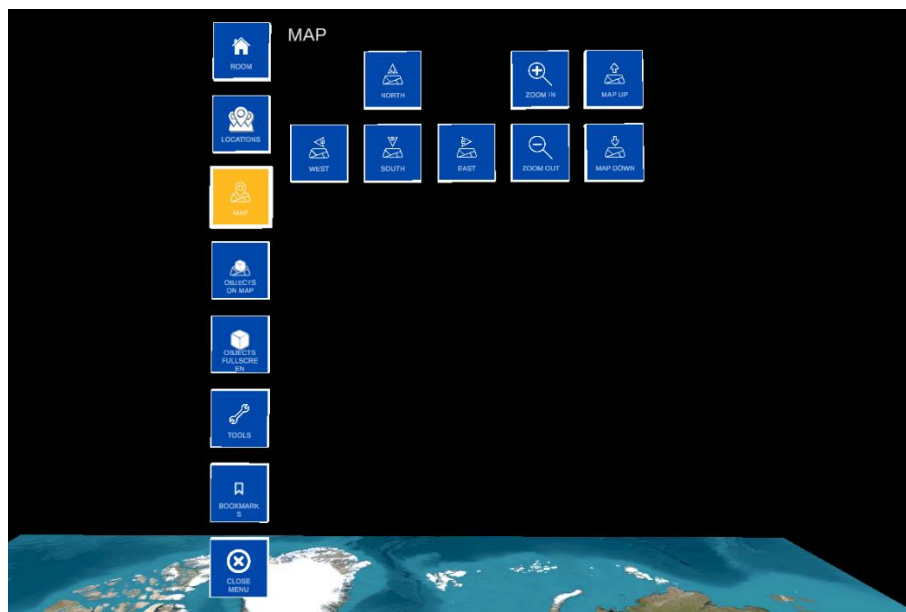 MAP
ROOM
LOCATIONS
MAP
OBJECTS
ON MAP
OBJECTS
FULLSCRE
EN
TOOLS
BOOKMARK
S
CLOSE
MENU
NORTH
ZOOM IN
MAP UP
WEST
SOUTH
EAST
ZOOM OUT
MAP DOWN